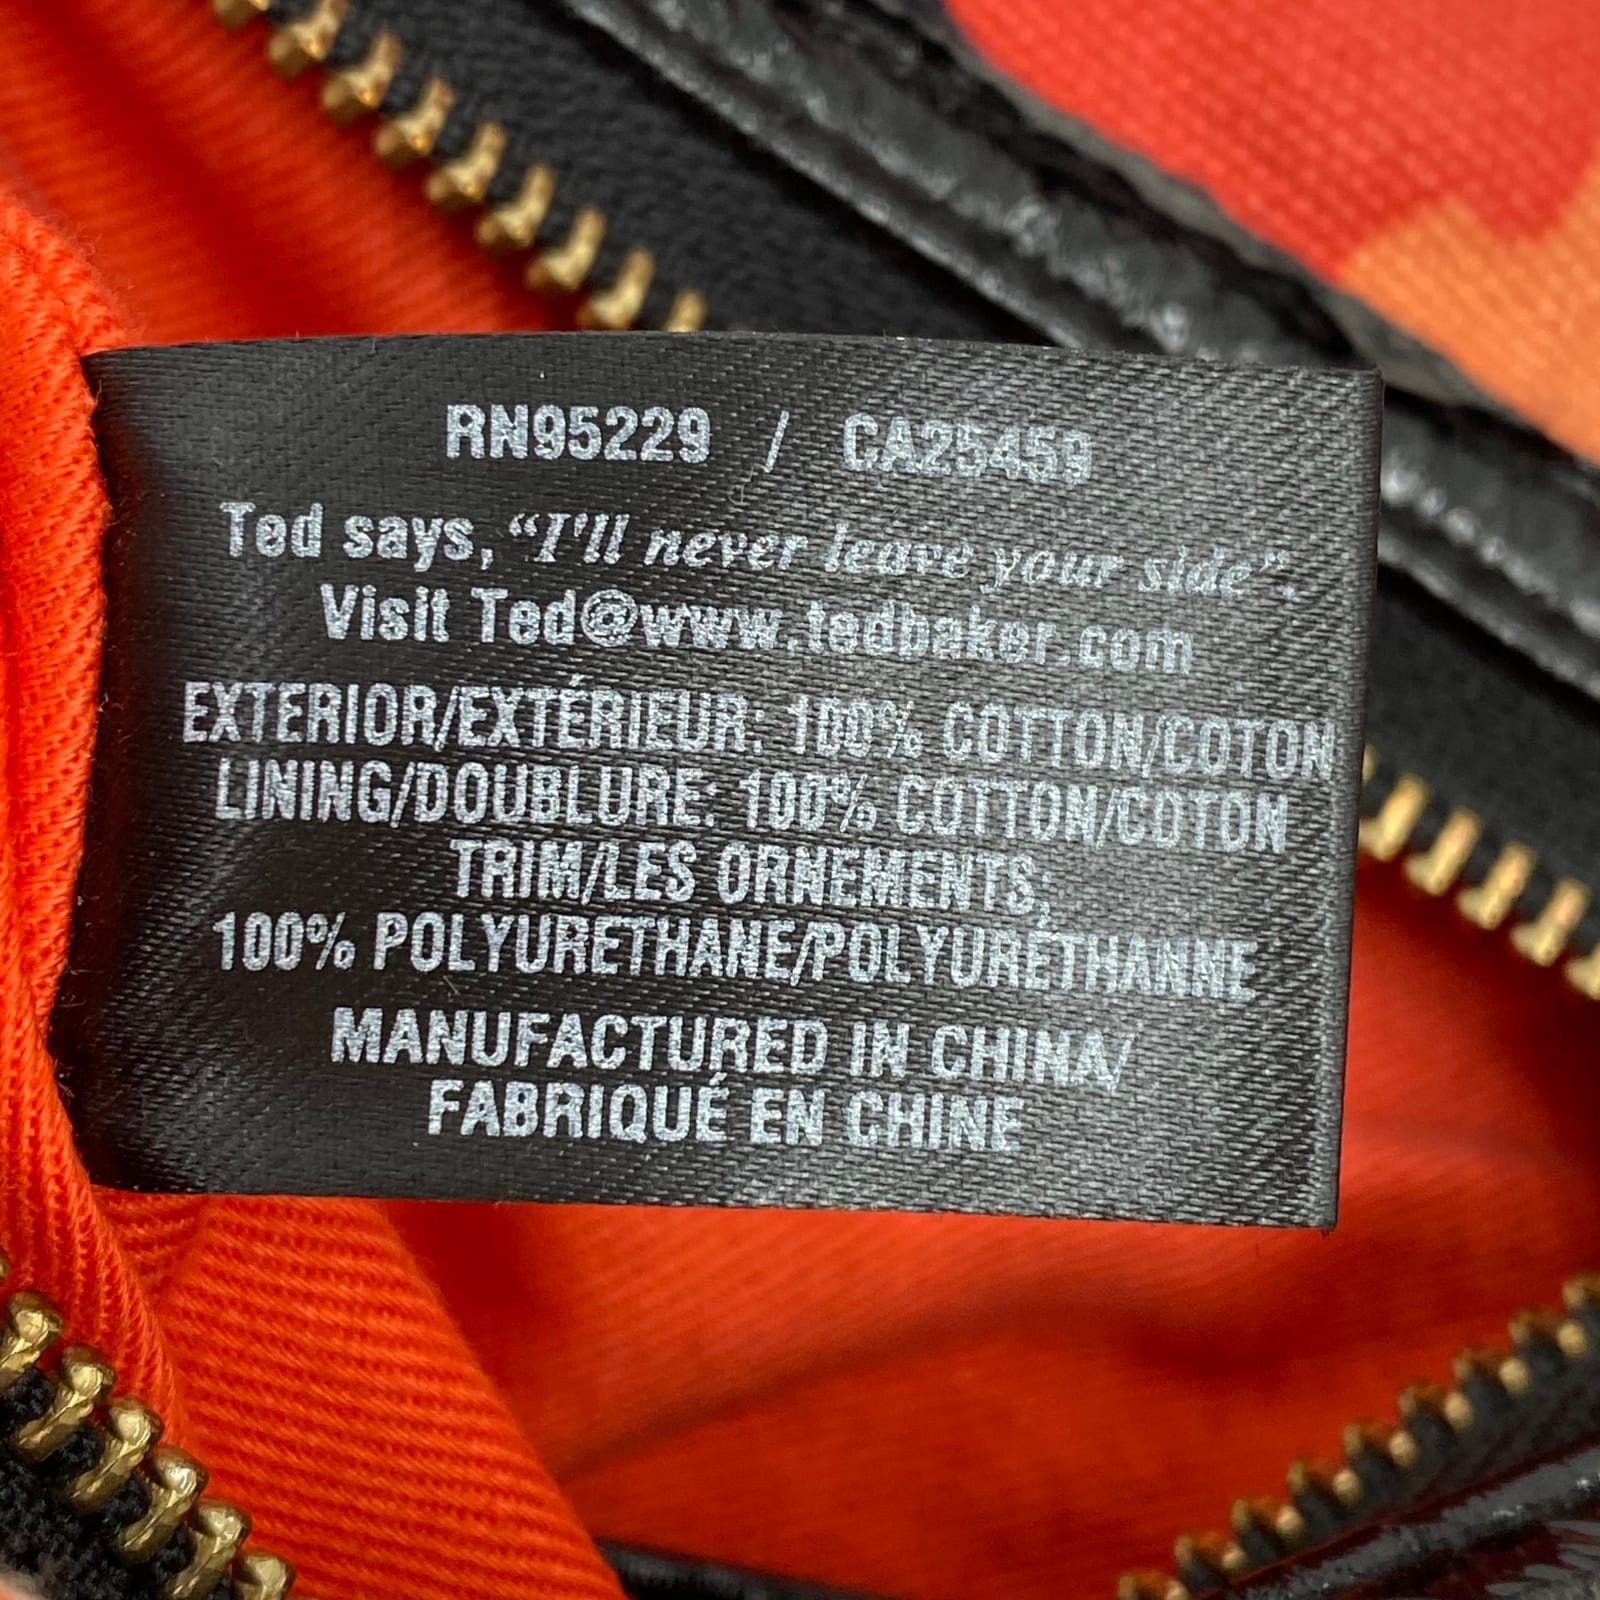 RN95229 / CA25459
Ted says, “I'll never leave your side”.
Visit Ted@www.tedbaker.com
EXTERIOR/EXTÉRIEUR: 100% COTTON/COTON
LINING/DOUBLURE: 100% COTTON/COTON
TRIM/LES ORNEMENTS;
100% POLYURETHANE/POLYURÉTHANNE
MANUFACTURED IN CHINA/
FABRIQUÉ EN CHINE